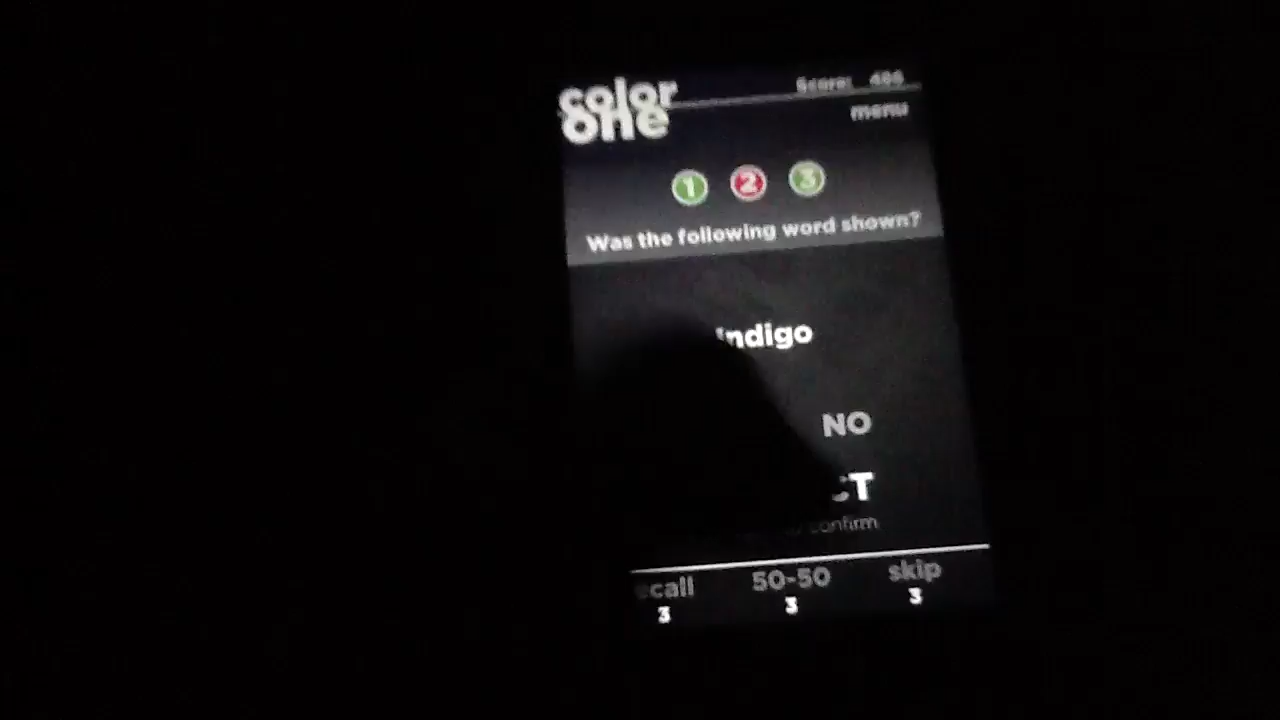 color
one
Score: 486
menu
1 2 3
Was the following word shown?
Indigo
NO
confirm
50-50
skip
3
3
3